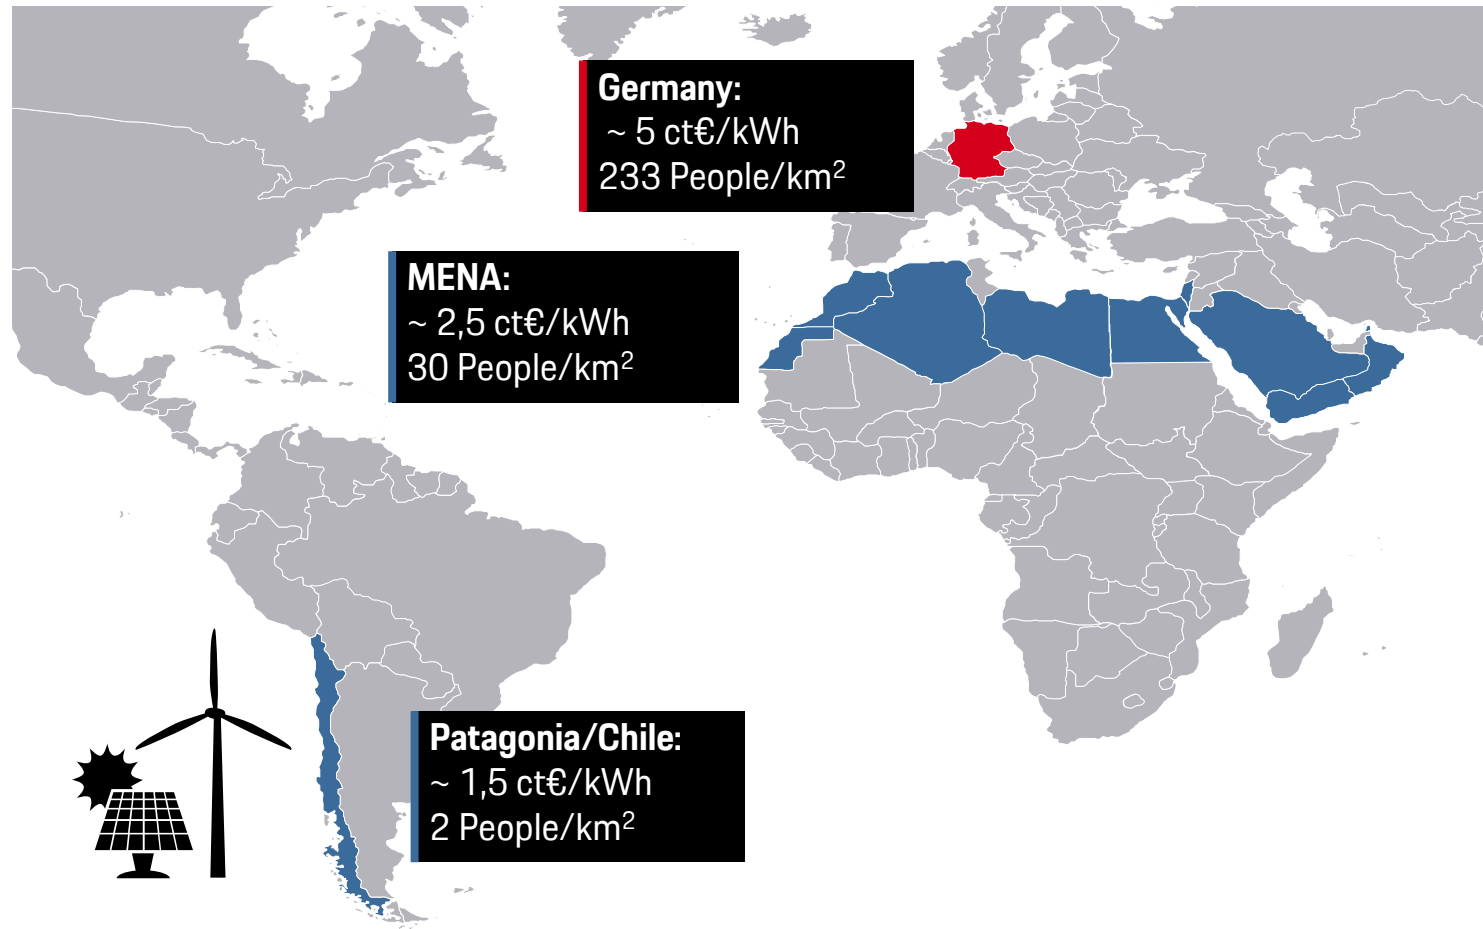 Germany:
~ 5 ct€/kWh
233 People/km²
MENA:
~ 2,5 ct€/kWh
30 People/km²
Patagonia/Chile:
~ 1,5 ct€/kWh
2 People/km²